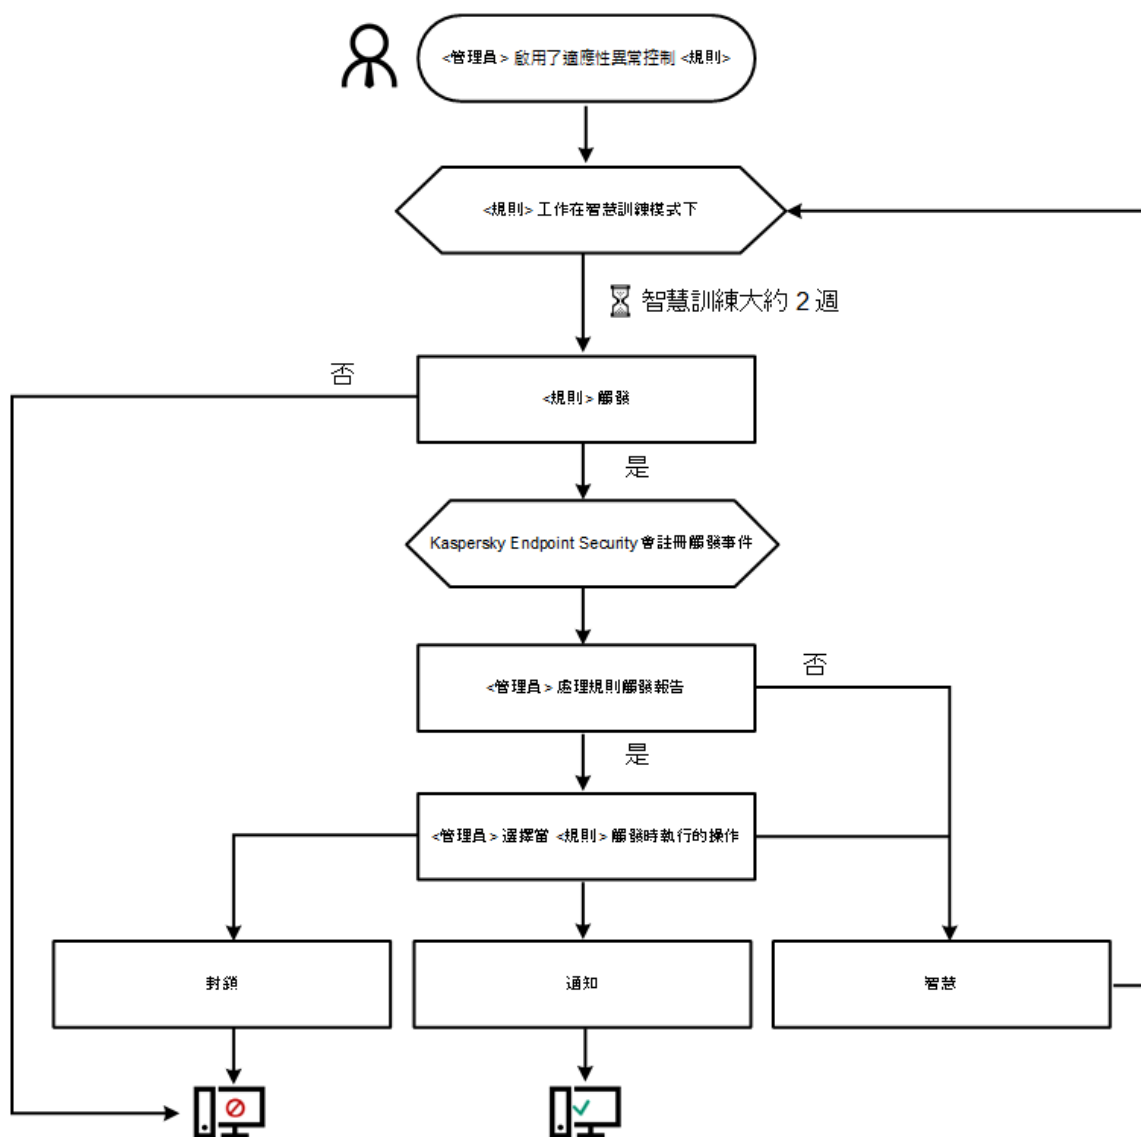 <管理員> 啟用了適應性異常控制 <規則>
<規則> 工作在智慧訓練模式下
智慧訓練大約 2 週
否
<規則> 觸發
是
Kaspersky Endpoint Security 會註冊觸發事件
否
<管理員> 處理規則觸發報告
是
<管理員> 選擇當 <規則> 觸發時執行的操作
封鎖
通知
智慧